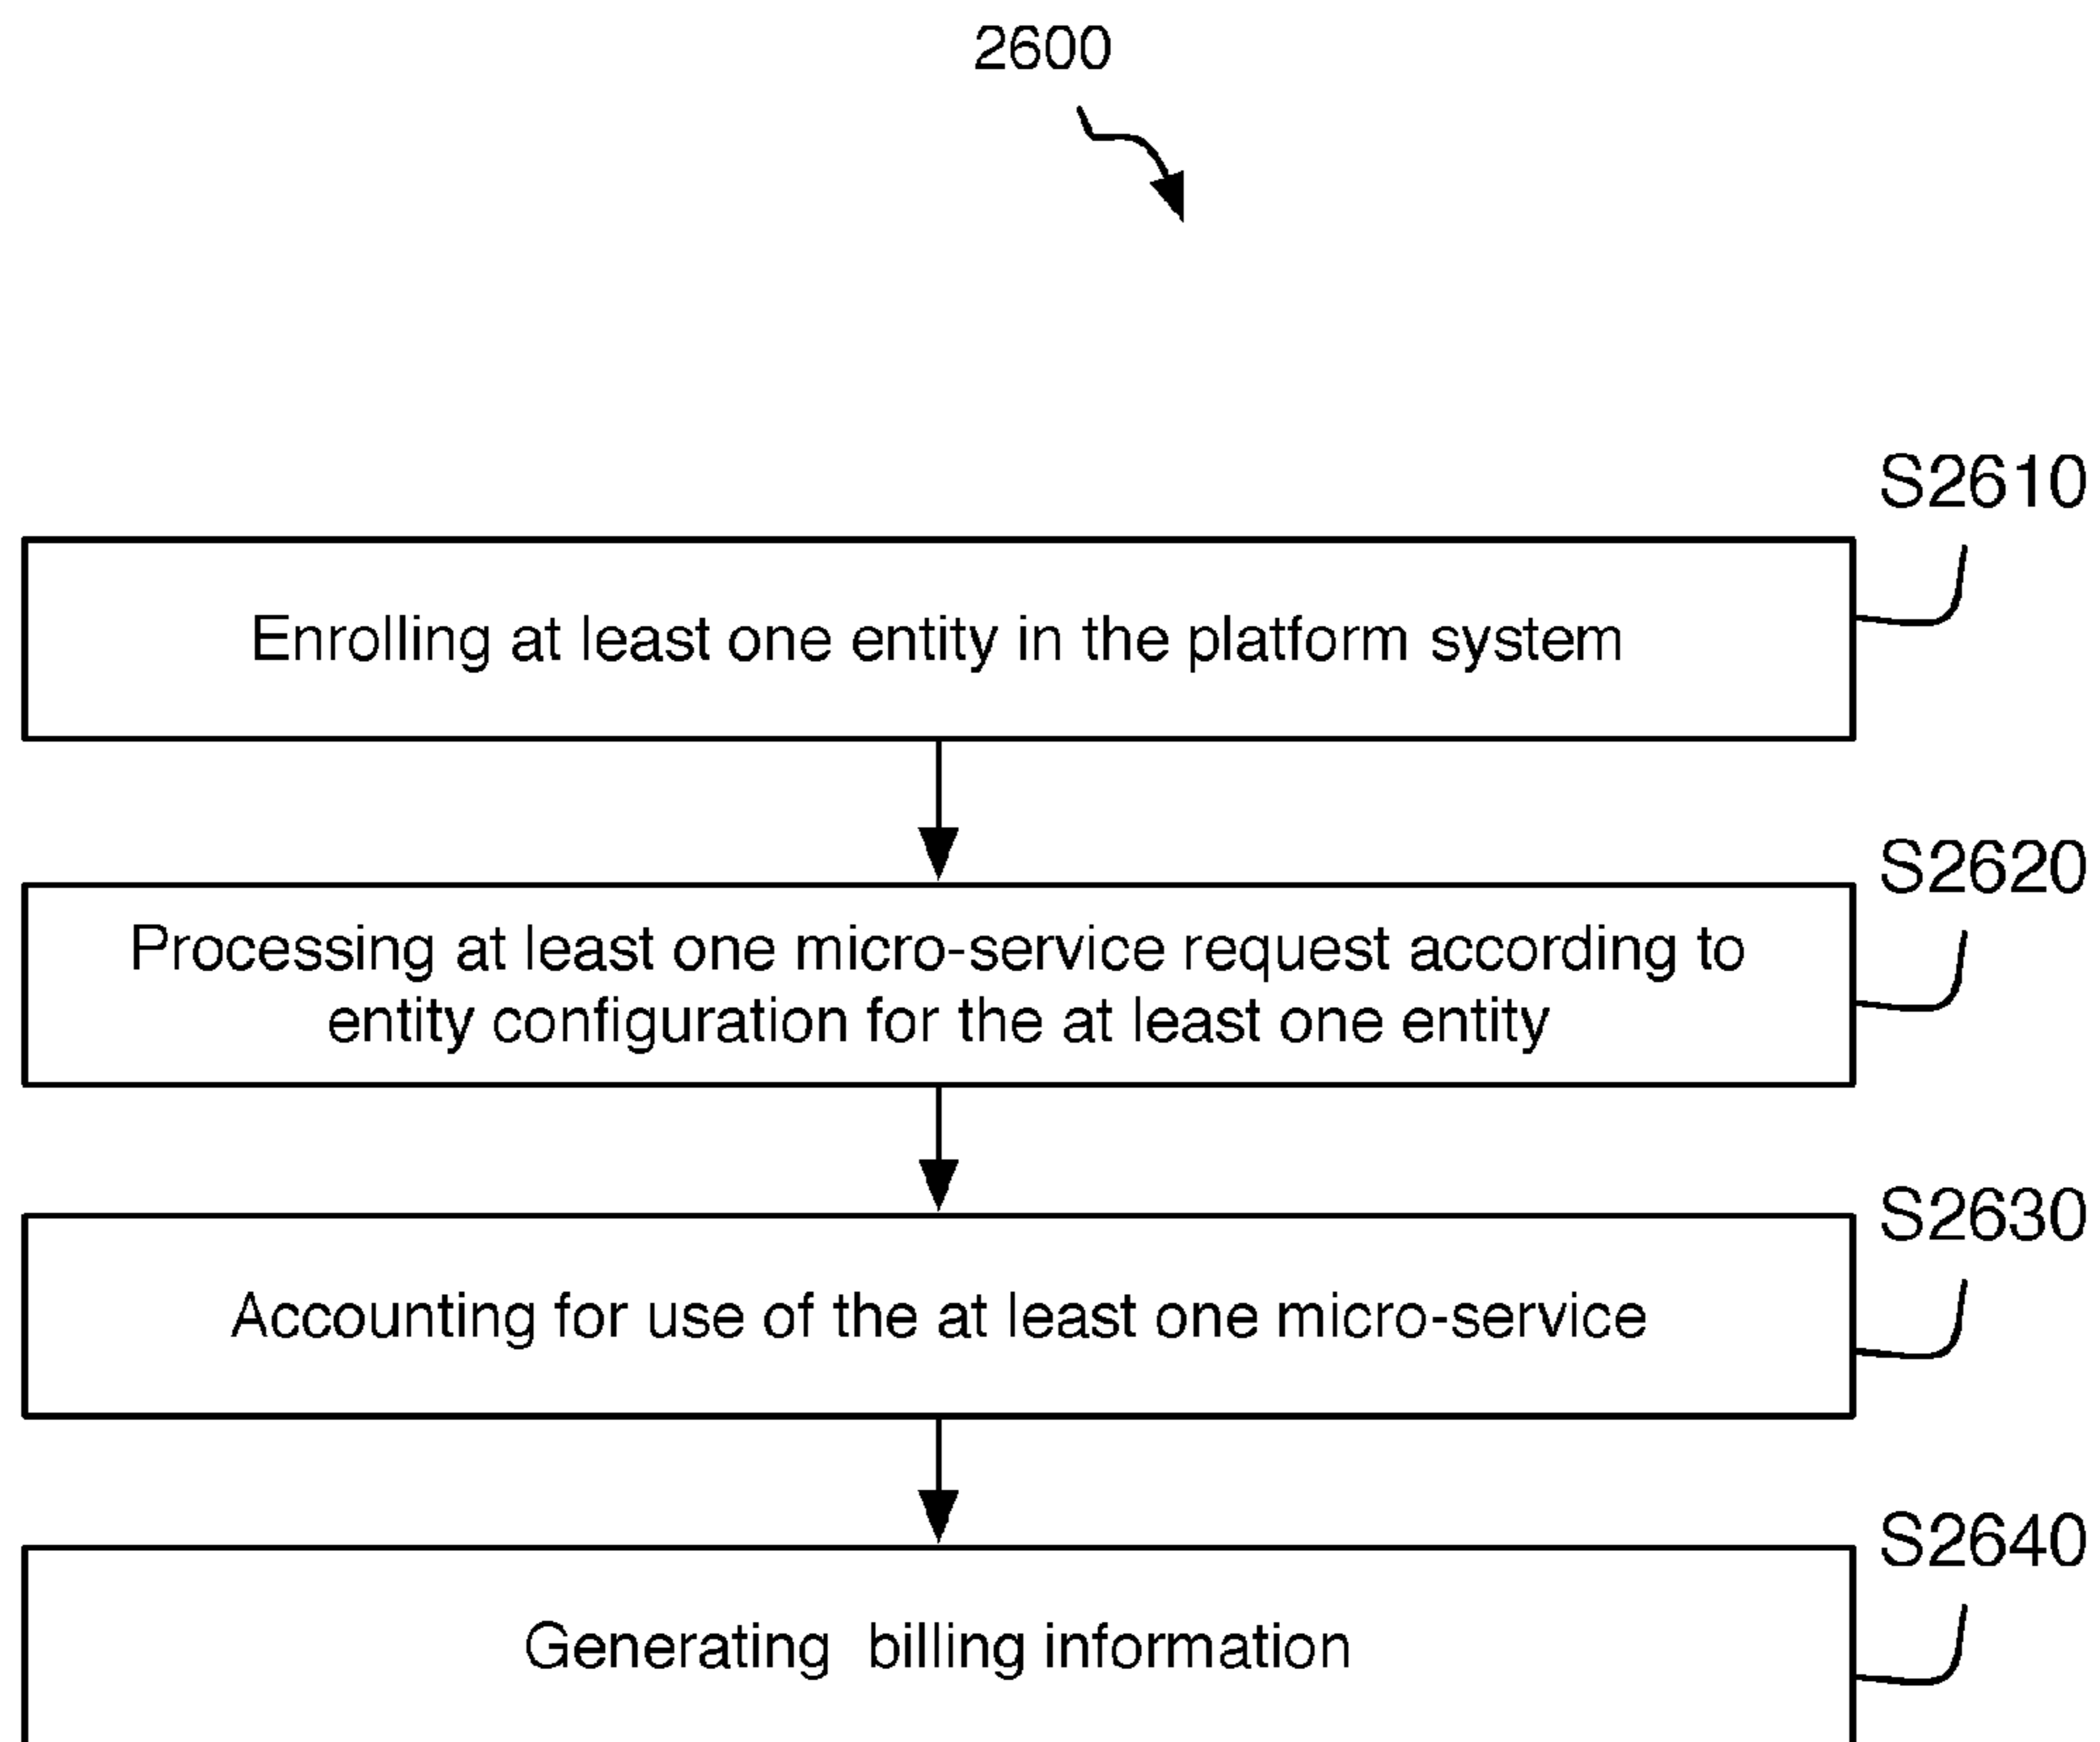 2600
S2610
Enrolling at least one entity in the platform system
S2620
Processing at least one micro-service request according to
entity configuration for the at least one entity
S2630
Accounting for use of the at least one micro-service
S2640
Generating billing information